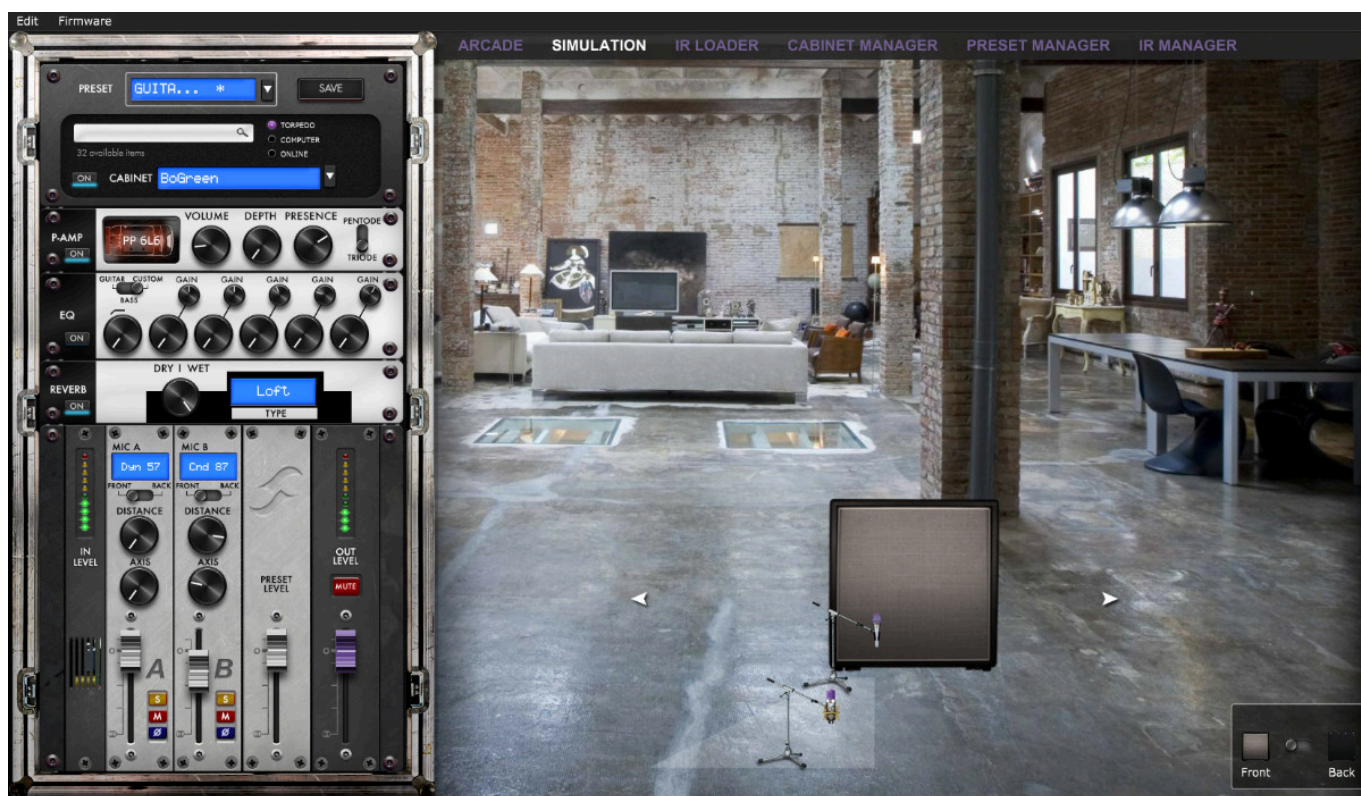 Edit Firmware
ARCADE SIMULATION IR LOADER CABINET MANAGER PRESET MANAGER IR MANAGER
PRESET GUITA... * SAVE
TORPEDO
COMPUTER
32 available items
ONLINE
ON CABINET BoGreen
VOLUME DEPTH PRESENCE PENTODE
P-AMP PP 6L6
ON TRIODE
GUITAR CUSTOM GAIN GAIN GAIN GAIN GAIN
BASS
EQ
ON
DRY | WET
REVERB Loft
ON
TYPE
MIC A MIC B
Dyn 57 Cnd 87
FRONT BACK FRONT BACK
DISTANCE DISTANCE
IN LEVEL AXIS AXIS OUT LEVEL
PRESET LEVEL MUTE
A B
S S
M M
Ø Ø
Front Back